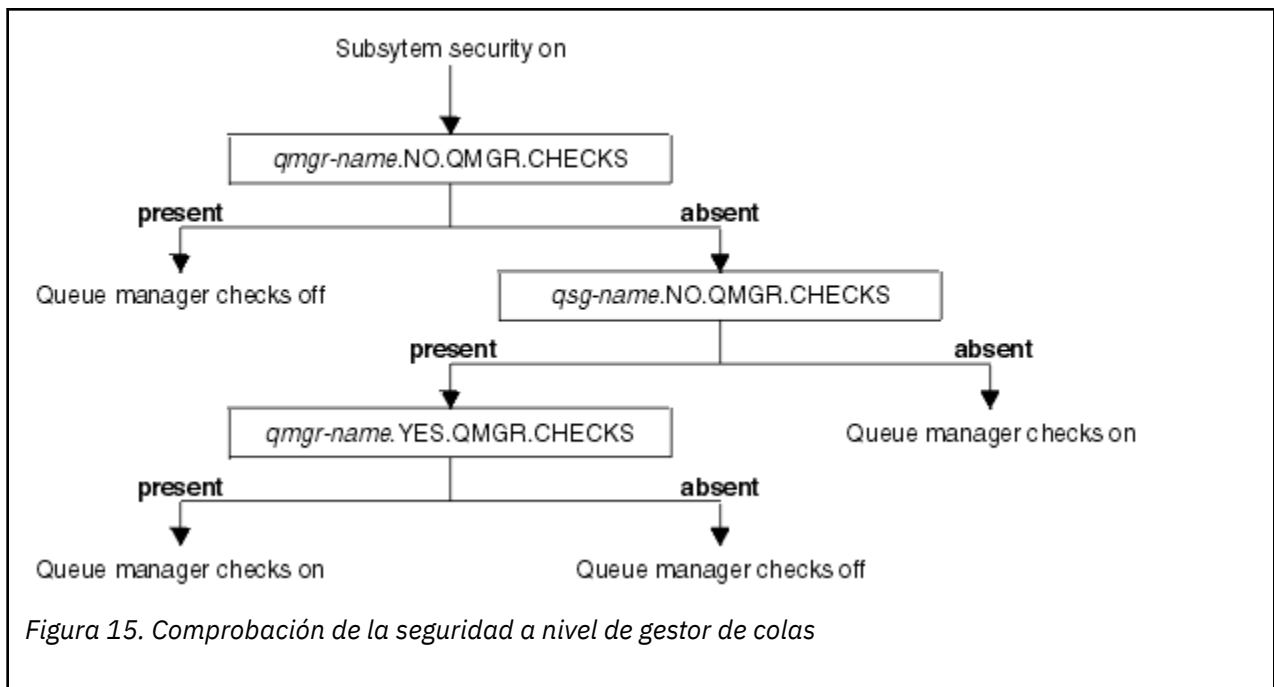 Subsytem security on
qmgr-name.NO.QMGR.CHECKS
present absent
Queue manager checks off
qsg-name.NO.QMGR.CHECKS
present absent
qmgr-name.YES.QMGR.CHECKS
Queue manager checks on
present absent
Queue manager checks on Queue manager checks off
Figura 15. Comprobación de la seguridad a nivel de gestor de colas